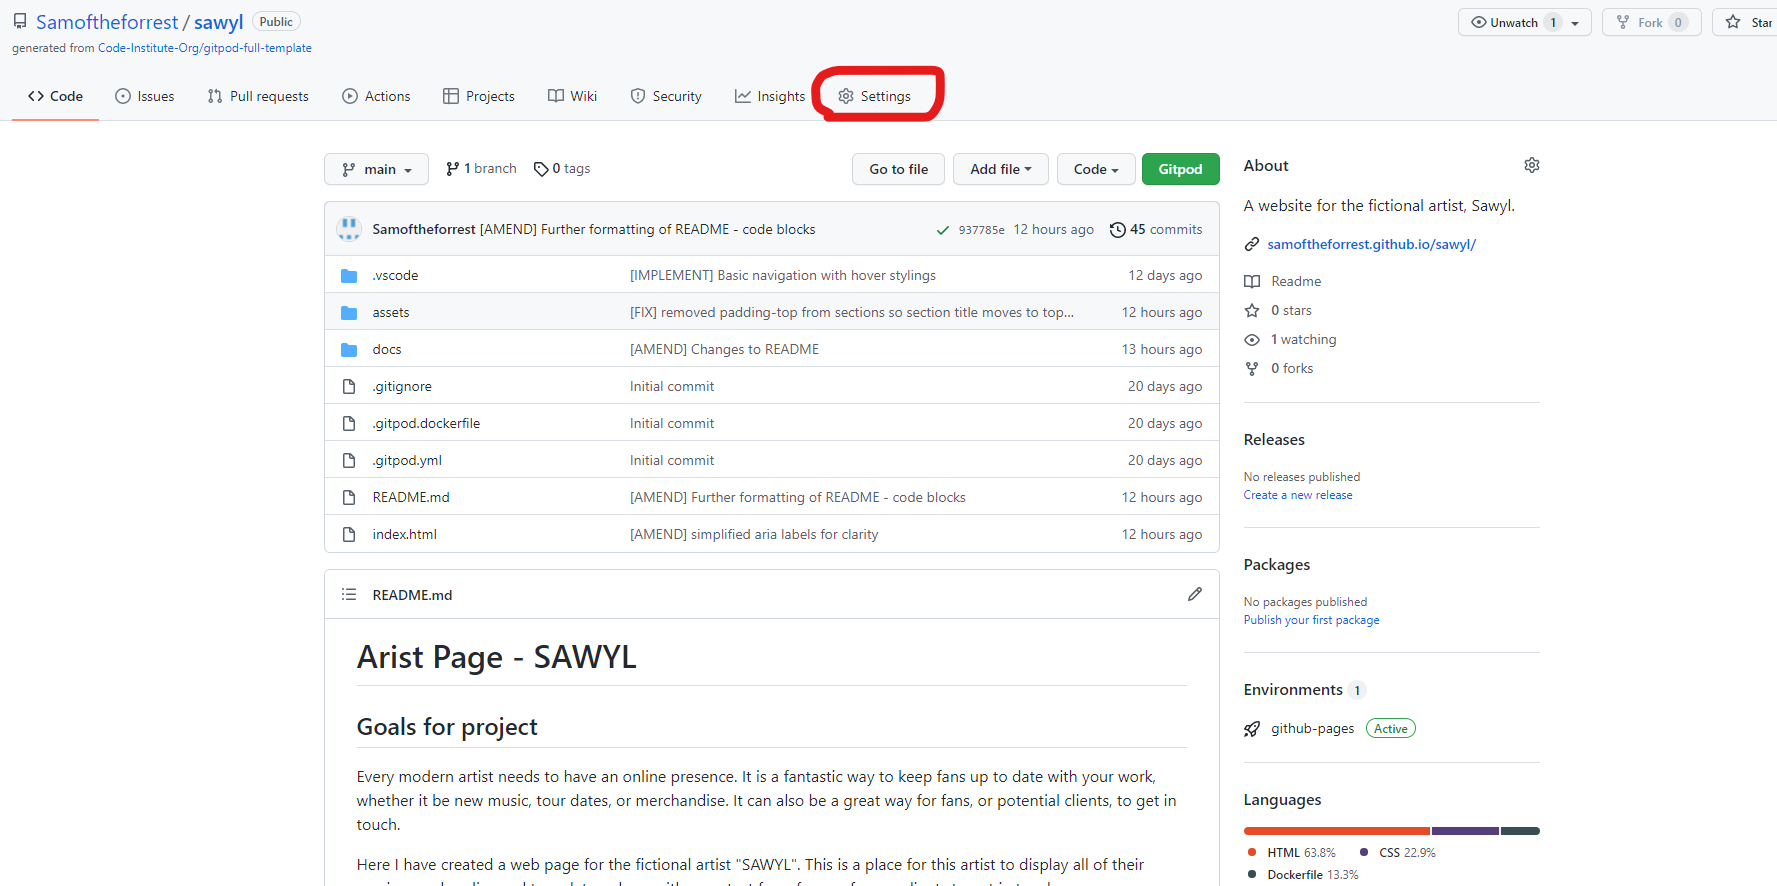 Samoftheforrest / sawyl Public
Unwatch 1
Fork 0
Star
generated from Code-Institute-Org/gitpod-full-template
Code Issues Pull requests Actions Projects Wiki Security Insights Settings
main 1 branch 0 tags
Go to file Add file Code Gitpod
Samoftheforrest [AMEND] Further formatting of README - code blocks 937785e 12 hours ago 45 commits
.vscode [IMPLEMENT] Basic navigation with hover stylings 12 days ago
assets [FIX] removed padding-top from sections so section title moves to top... 12 hours ago
docs [AMEND] Changes to README 13 hours ago
.gitignore Initial commit 20 days ago
.gitpod.dockerfile Initial commit 20 days ago
.gitpod.yml Initial commit 20 days ago
README.md [AMEND] Further formatting of README - code blocks 12 hours ago
index.html [AMEND] simplified aria labels for clarity 12 hours ago
README.md
Arist Page - SAWYL
Goals for project
Every modern artist needs to have an online presence. It is a fantastic way to keep fans up to date with your work,
whether it be new music, tour dates, or merchandise. It can also be a great way for fans, or potential clients, to get in
touch.
Here I have created a web page for the fictional artist "SAWYL". This is a place for this artist to display all of their
About
A website for the fictional artist, Sawyl.
samoftheforrest.github.io/sawyl/
Readme
0 stars
1 watching
0 forks
Releases
No releases published
Create a new release
Packages
No packages published
Publish your first package
Environments 1
github-pages Active
Languages
HTML 63.8% CSS 22.9%
Dockerfile 13.3%